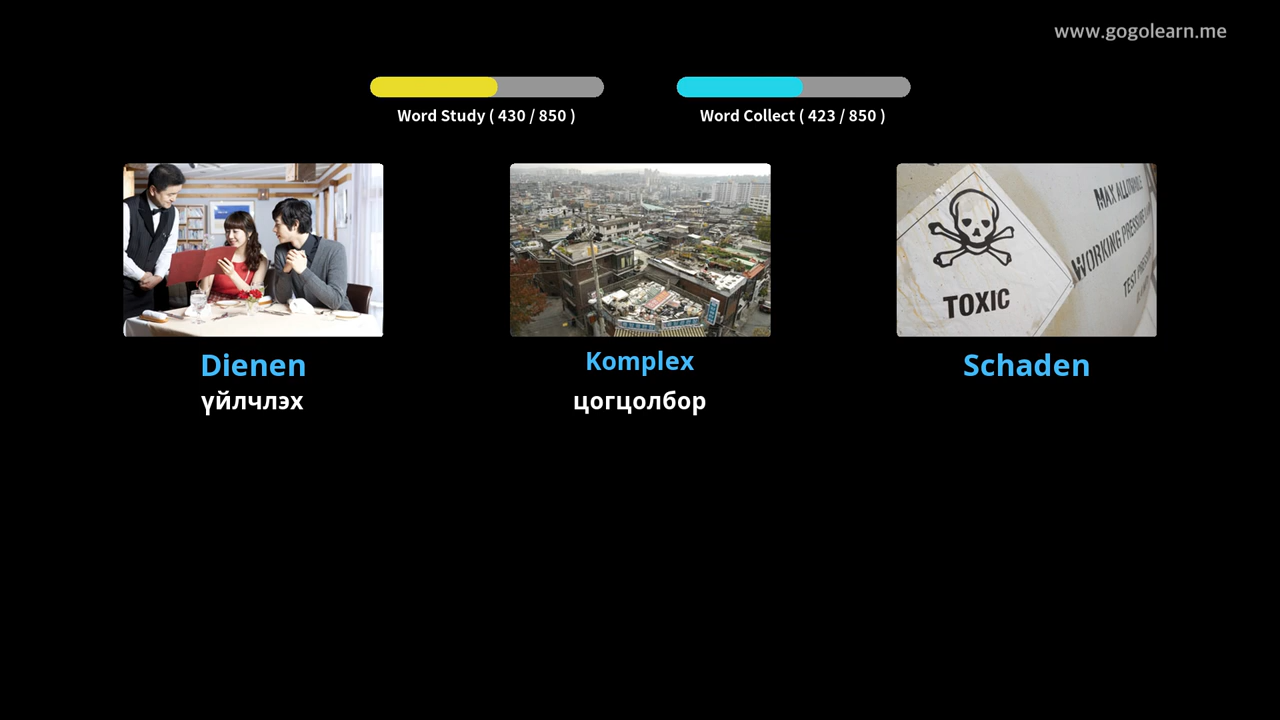 www.gogolearn.me
Word Study ( 430 / 850 )
Word Collect ( 423 / 850 )
TOXIC
MAX ALLOWABLE
WORKING PRESSURE
TEST
Dienen
үйлчлэх
Komplex
цогцолбор
Schaden